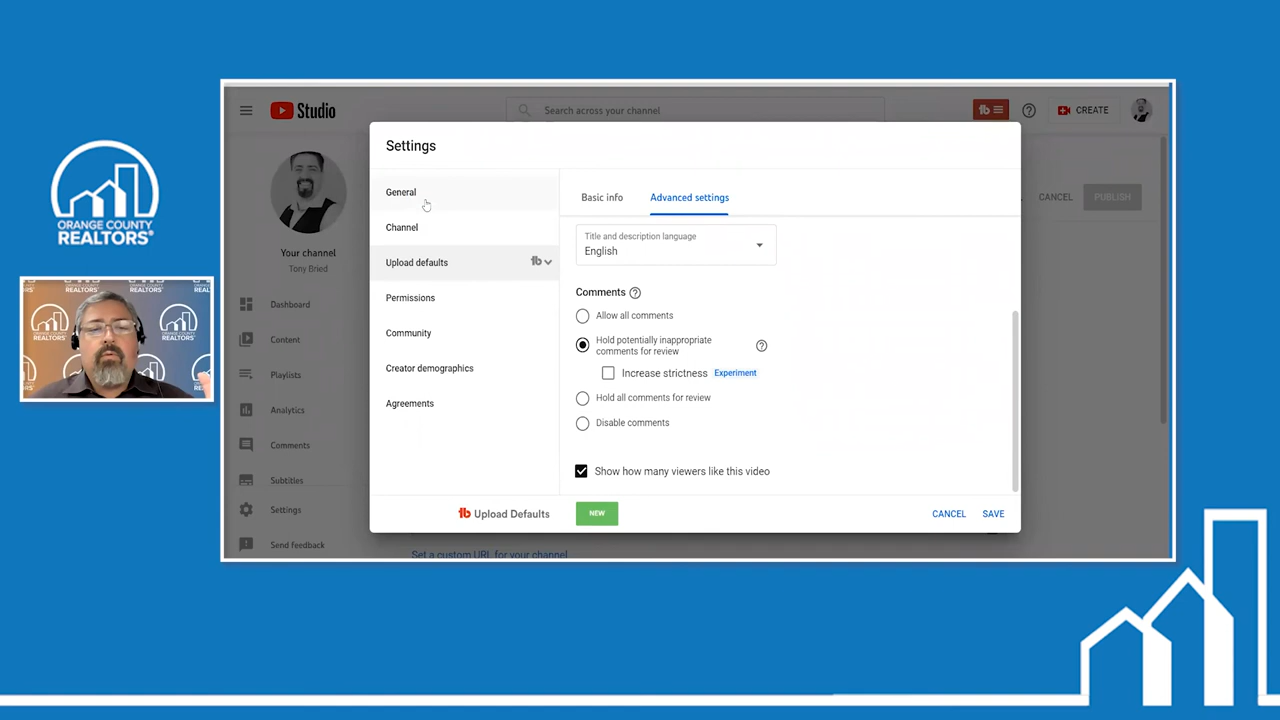 Studio
Search across your channel
tb
CREATE
ORANGE COUNTY
REALTORS®
Your channel
Tony Bried
Dashboard
Content
Playlists
Analytics
Comments
Subtitles
Settings
Send feedback
CANCEL
PUBLISH
Settings
General
Channel
Upload defaults
tb
Permissions
Community
Creator demographics
Agreements
Basic info
Advanced settings
Title and description language
English
Comments
Allow all comments
Hold potentially inappropriate
comments for review
Increase strictness Experiment
Hold all comments for review
Disable comments
Show how many viewers like this video
tb Upload Defaults
NEW
CANCEL
SAVE
Set a custom URL for your channel